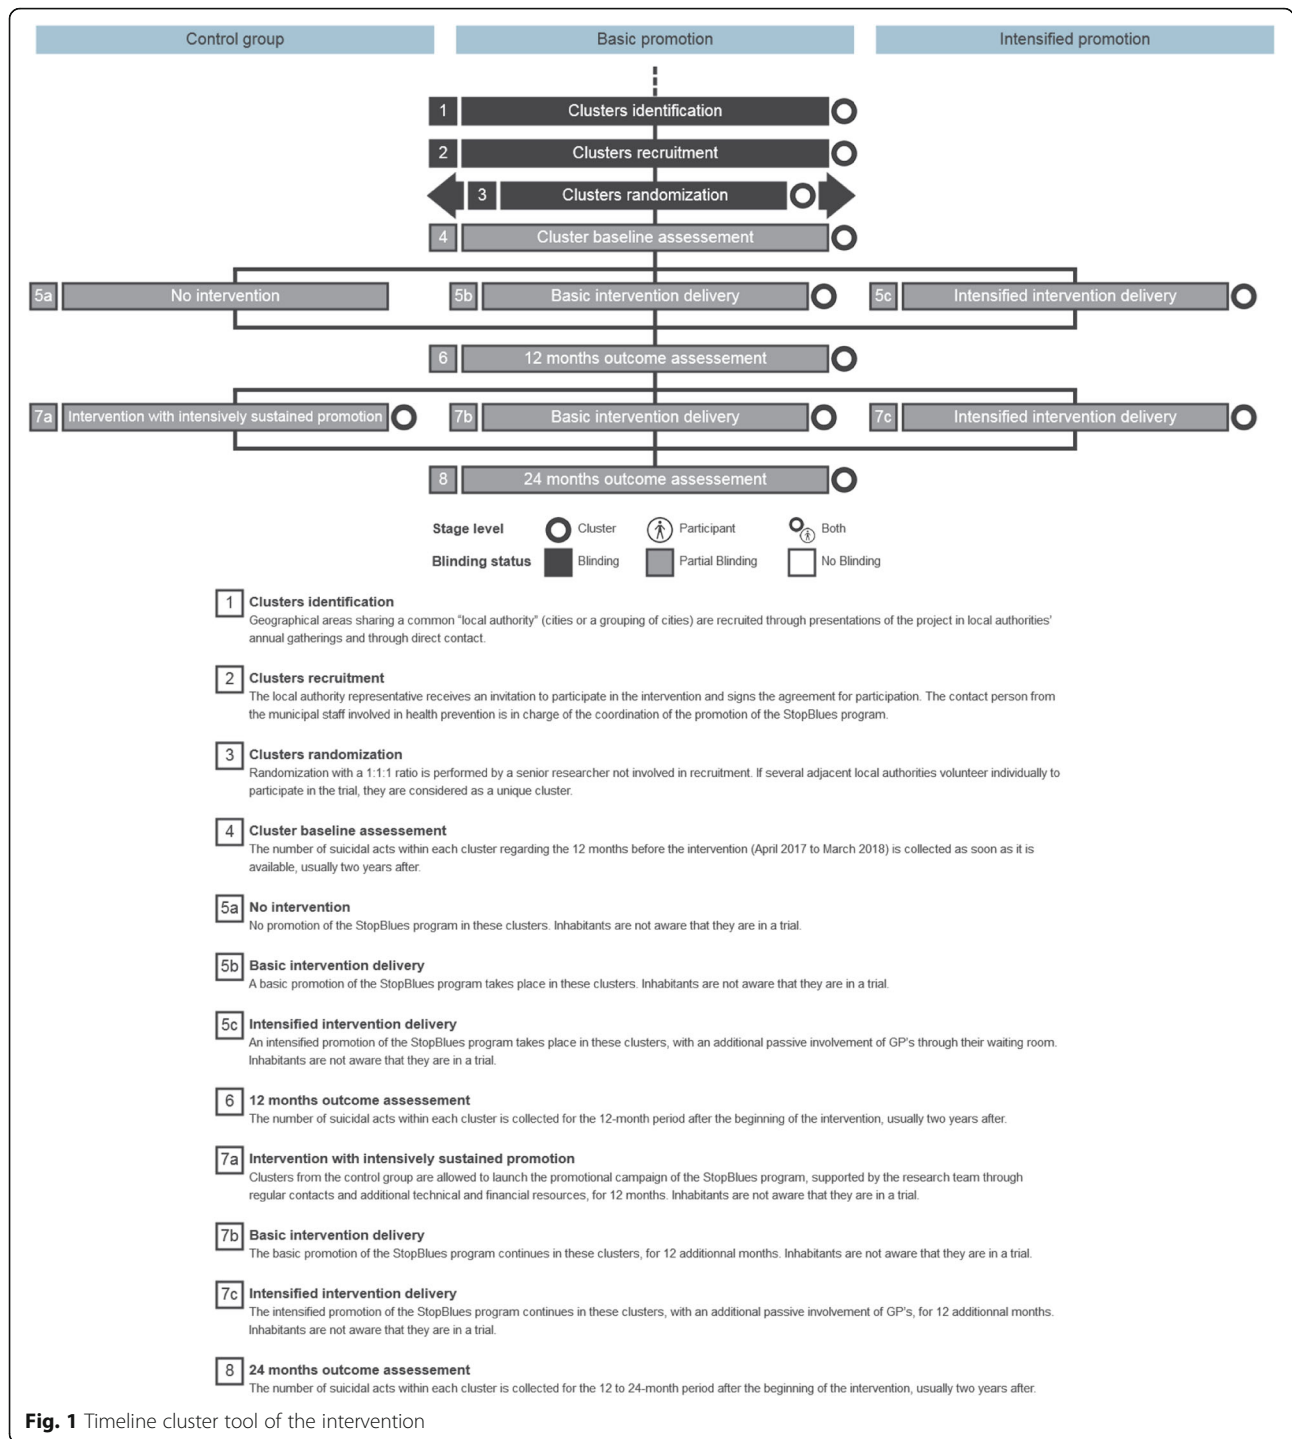 Control group
Basic promotion
Intensified promotion
1 Clusters identification
2 Clusters recruitment
3 Clusters randomization
4 Cluster baseline assessement
5a No intervention
5b Basic intervention delivery
5c Intensified intervention delivery
6 12 months outcome assessement
7a Intervention with intensively sustained promotion
7b Basic intervention delivery
7c Intensified intervention delivery
8 24 months outcome assessement
Stage level Cluster Participant Both
Blinding status Blinding Partial Blinding No Blinding
1 Clusters identification
Geographical areas sharing a common "local authority" (cities or a grouping of cities) are recruited through presentations of the project in local authorities'
annual gatherings and through direct contact.
2 Clusters recruitment
The local authority representative receives an invitation to participate in the intervention and signs the agreement for participation. The contact person from
the municipal staff involved in health prevention is in charge of the coordination of the promotion of the StopBlues program.
3 Clusters randomization
Randomization with a 1:1:1 ratio is performed by a senior researcher not involved in recruitment. If several adjacent local authorities volunteer individually to
participate in the trial, they are considered as a unique cluster.
4 Cluster baseline assessement
The number of suicidal acts within each cluster regarding the 12 months before the intervention (April 2017 to March 2018) is collected as soon as it is
available, usually two years after.
5a No intervention
No promotion of the StopBlues program in these clusters. Inhabitants are not aware that they are in a trial.
5b Basic intervention delivery
A basic promotion of the StopBlues program takes place in these clusters. Inhabitants are not aware that they are in a trial.
5c Intensified intervention delivery
An intensified promotion of the StopBlues program takes place in these clusters, with an additional passive involvement of GP's through their waiting room.
Inhabitants are not aware that they are in a trial.
6 12 months outcome assessement
The number of suicidal acts within each cluster is collected for the 12-month period after the beginning of the intervention, usually two years after.
7a Intervention with intensively sustained promotion
Clusters from the control group are allowed to launch the promotional campaign of the StopBlues program, supported by the research team through
regular contacts and additional technical and financial resources, for 12 months. Inhabitants are not aware that they are in a trial.
7b Basic intervention delivery
The basic promotion of the StopBlues program continues in these clusters, for 12 additionnal months. Inhabitants are not aware that they are in a trial.
7c Intensified intervention delivery
The intensified promotion of the StopBlues program continues in these clusters, with an additional passive involvement of GP's, for 12 additionnal months.
Inhabitants are not aware that they are in a trial.
8 24 months outcome assessement
The number of suicidal acts within each cluster is collected for the 12 to 24-month period after the beginning of the intervention, usually two years after.
Fig. 1 Timeline cluster tool of the intervention